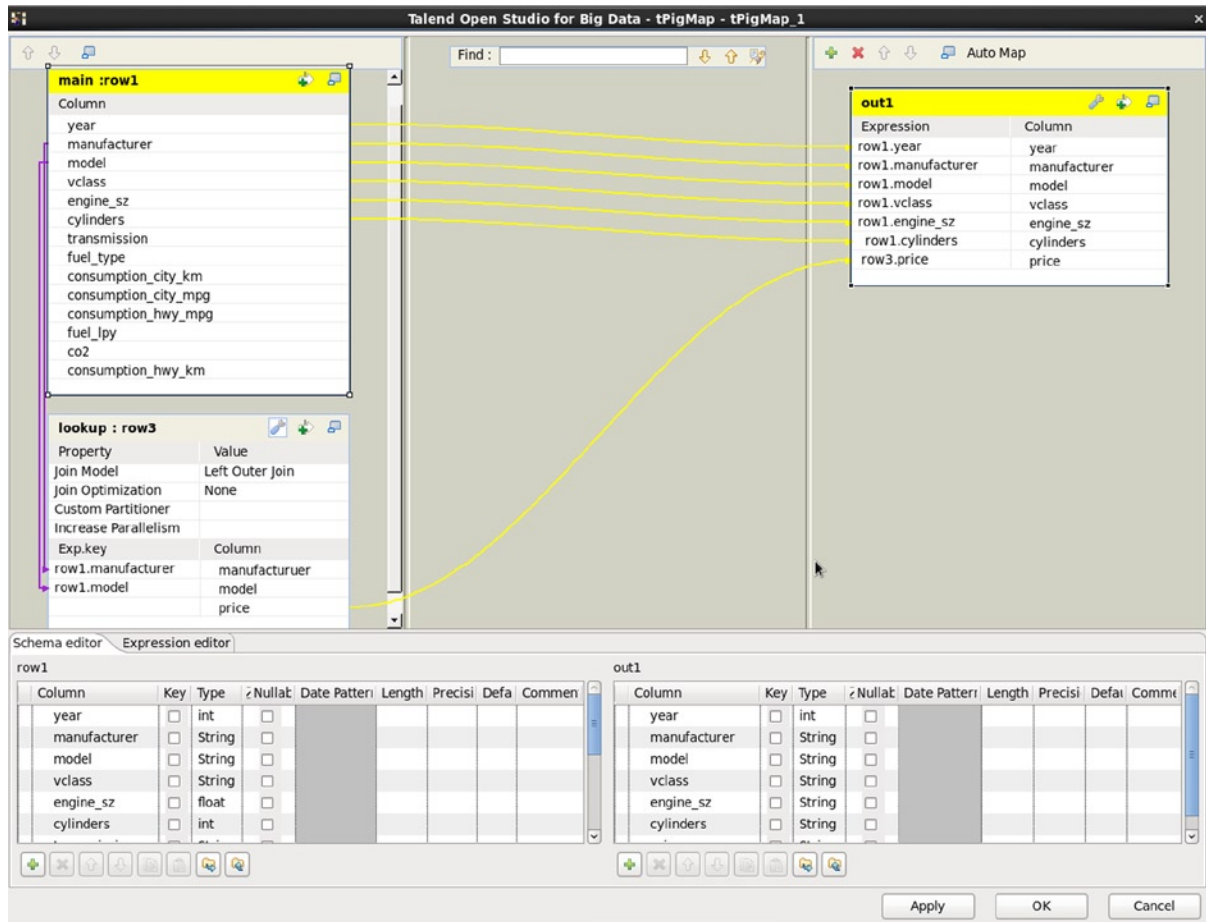 Talend Open Studio for Big Data - tPigMap - tPigMap_1
Find :
Auto Map
main :row1
Column
year
manufacturer
model
vclass
engine_sz
cylinders
transmission
fuel_type
consumption_city_km
consumption_city_mpg
consumption_hwy_mpg
fuel_lpy
co2
consumption_hwy_km
lookup : row3
Property Value
Join Model Left Outer Join
Join Optimization None
Custom Partitioner
Increase Parallelism
Exp.key Column
row1.manufacturer manufacturuer
row1.model model
price
out1
Expression Column
row1.year year
row1.manufacturer manufacturer
row1.model model
row1.vclass vclass
row1.engine_sz engine_sz
row1.cylinders cylinders
row3.price price
Schema editor Expression editor
row1
Column Key Type Nullab Date Patter Length Precisi Defa Commen
year int
manufacturer String
model String
vclass String
engine_sz float
cylinders int
out1
Column Key Type Nullab Date Patter Length Precisi Defau Comme
year int
manufacturer String
model String
vclass String
engine_sz String
cylinders String
Apply OK Cancel